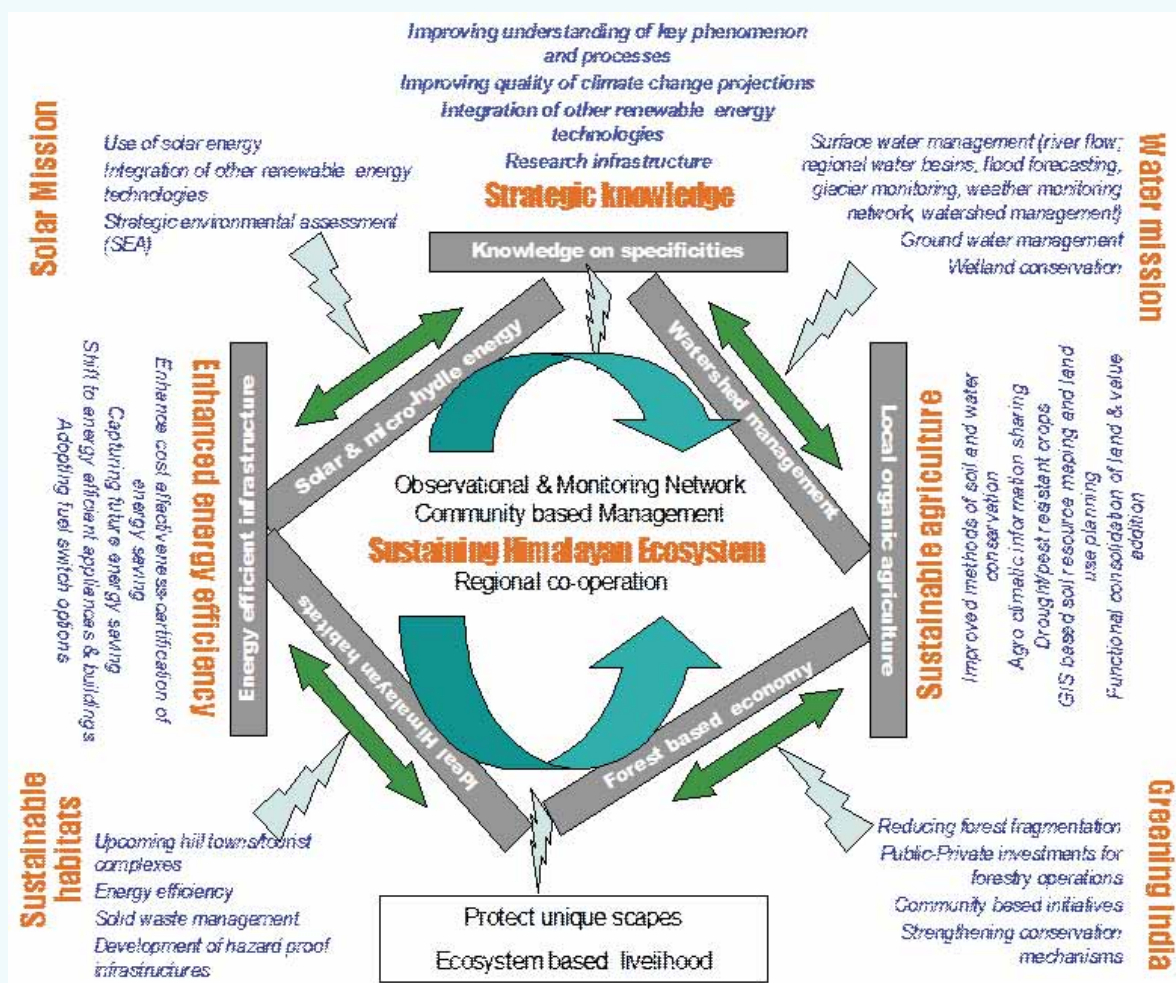 Improving understanding of key phenomenon
and processes
Improving quality of climate change projections
Integration of other renewable energy
technologies
Research infrastructure
Strategic knowledge
Knowledge on specificities
Solar Mission
Use of solar energy
Integration of other renewable energy
technologies
Strategic environmental assessment
(SEA)
Water mission
Surface water management (river flow;
regional water basins, flood forecasting,
glacier monitoring, weather monitoring
network, watershed management)
Ground water management
Wetland conservation
Solar & micro-hydle energy
Watershed management
Enhanced energy efficiency
Energy efficient infrastructure
Enhance cost effectiveness-certification of
energy saving
Capturing future energy saving
Shift to energy efficient appliances & buildings
Adopting fuel switch options
Observational & Monitoring Network
Community based Management
Sustaining Himalayan Ecosystem
Regional co-operation
Local organic agriculture
Sustainable agriculture
Improved methods of soil and water
conservation
Agro climatic information sharing
Drought/pest resistant crops
GIS based soil resource maping and land
use planning
Functional consolidation of land & value
addition
Ideal Himalayan habitats
Forest based economy
Sustainable
habitats
Upcoming hill towns/tourist
complexes
Energy efficiency
Solid waste management
Development of hazard proof
infrastructures
Protect unique scapes
Ecosystem based livelihood
Greening India
Reducing forest fragmentation
Public-Private investments for
forestry operations
Community based initiatives
Strengthening conservation
mechanisms